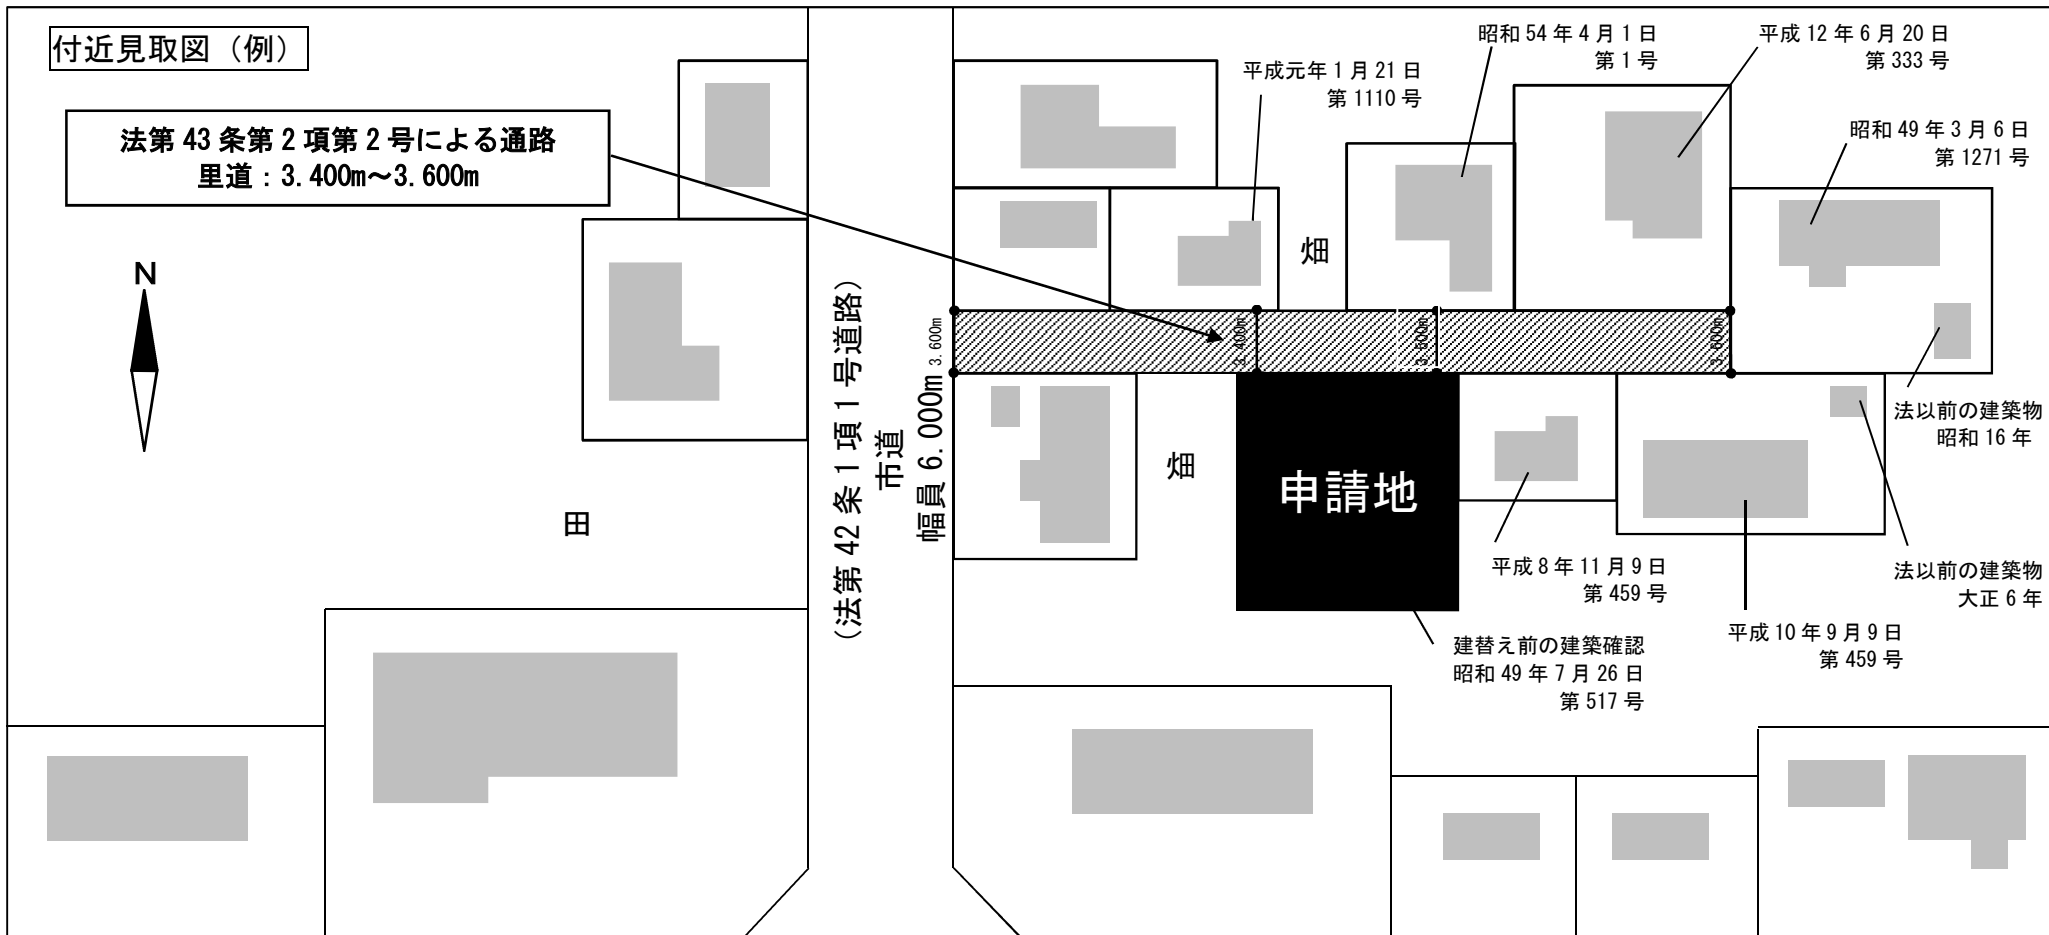 付近見取図（例）
法第43条第2項第2号による通路
里道：3.400m～3.600m
N
平成元年1月21日
第1110号
昭和54年4月1日
第1号
平成12年6月20日
第333号
昭和49年3月6日
第1271号
畑
3.600m
3.400m
3.600m
3.600m
（法第42条1項1号道路）
市道
幅員6.000m
田
畑
申請地
法以前の建築物
昭和16年
平成8年11月9日
第459号
法以前の建築物
大正6年
平成10年9月9日
第459号
建替え前の建築確認
昭和49年7月26日
第517号